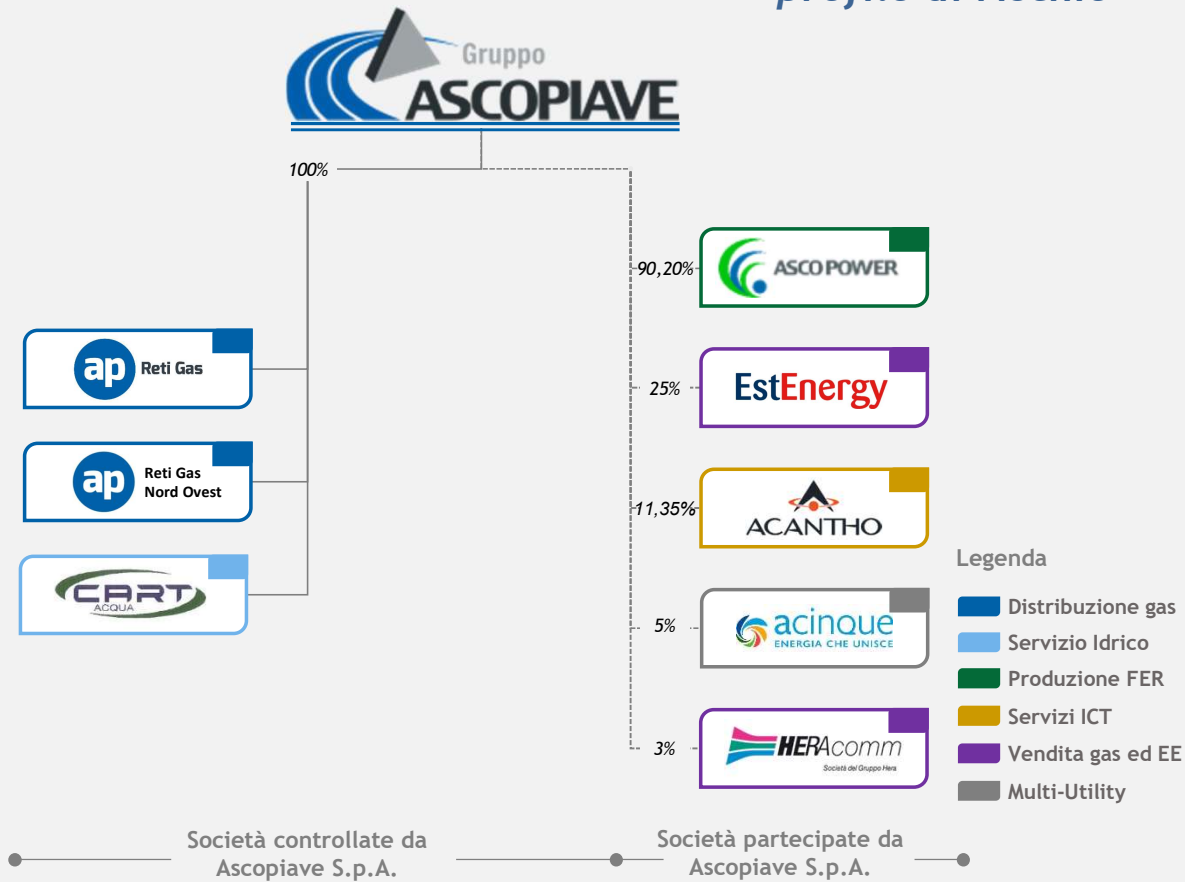 Gruppo
ASCOPIAVE
100%
90,20%
ASCOPOWER
ap Reti Gas
25%
EstEnergy
ap Reti Gas
Nord Ovest
11,35%
ACANTHO
CART
ACQUA
Legenda
Distribuzione gas
Servizio Idrico
Produzione FER
Servizi ICT
Vendita gas ed EE
Multi-Utility
5%
acinque
ENERGIA CHE UNISCE
3%
HERAcomm
Società del Gruppo Hera
Società controllate da
Ascopiave S.p.A.
Società partecipate da
Ascopiave S.p.A.